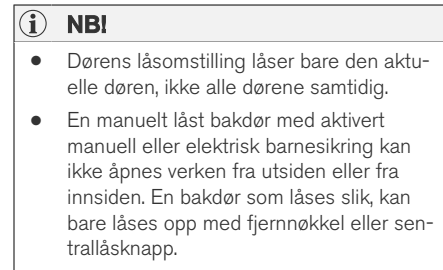 i NB!
● Dørens låsomstilling låser bare den aktu-
elle døren, ikke alle dørene samtidig.
● En manuelt låst bakdør med aktivert
manuell eller elektrisk barnesikring kan
ikke åpnes verken fra utsiden eller fra
innsiden. En bakdør som låses slik, kan
bare låses opp med fjernnøkkel eller sen-
trallåsknapp.